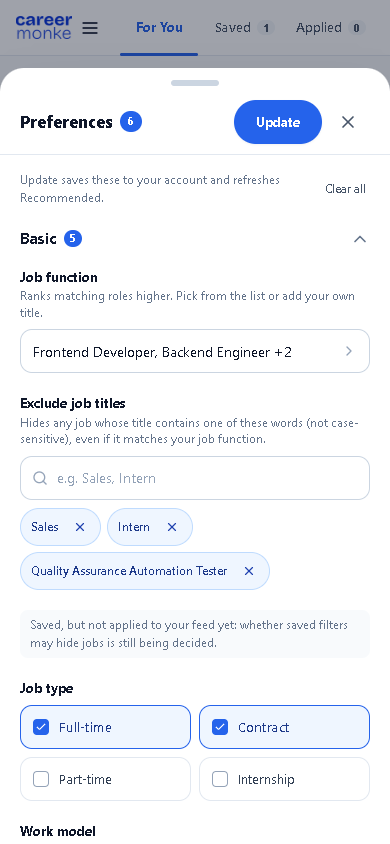 career
monke
For You
Saved 1
Applied 0
Preferences 6
Update
Update saves these to your account and refreshes
Recommended.
Clear all
Basic 5
Job function
Ranks matching roles higher. Pick from the list or add your own
title.
Frontend Developer, Backend Engineer +2
Exclude job titles
Hides any job whose title contains one of these words (not case-
sensitive), even if it matches your job function.
e.g. Sales, Intern
Sales
Intern
Quality Assurance Automation Tester
Saved, but not applied to your feed yet: whether saved filters
may hide jobs is still being decided.
Job type
Full-time
Contract
Part-time
Internship
Work model